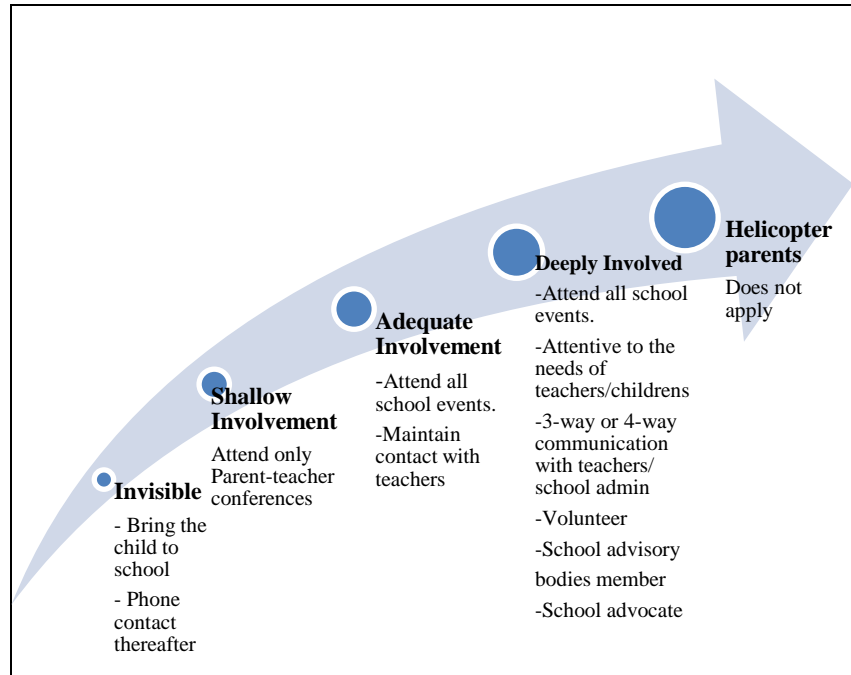 Invisible
- Bring the
child to
school
- Phone
contact
thereafter
Shallow
Involvement
Attend only
Parent-teacher
conferences
Adequate
Involvement
-Attend all
school events.
-Maintain
contact with
teachers
Deeply Involved
-Attend all school
events.
-Attentive to the
needs of
teachers/childrens
-3-way or 4-way
communication
with teachers/
school admin
-Volunteer
-School advisory
bodies member
-School advocate
Helicopter
parents
Does not
apply